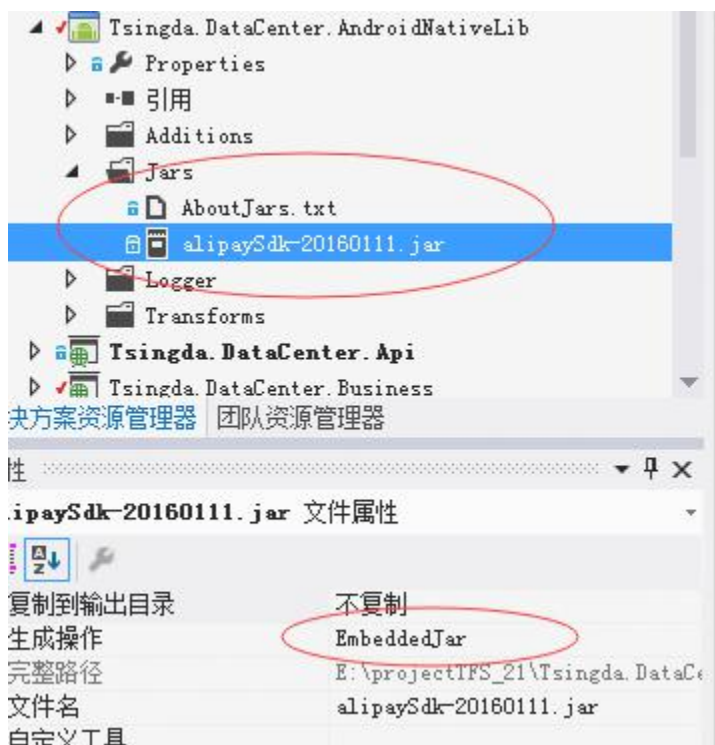 Tsingda.DataCenter.AndroidNativeLib
Properties
引用
Additions
Jars
AboutJars.txt
alipaySdk-20160111.jar
Logger
Transforms
Tsingda.DataCenter.Api
Tsingda.DataCenter.Business
决方案资源管理器 团队资源管理器
性
lipaySdk-20160111.jar 文件属性
复制到输出目录 不复制
生成操作 EmbeddedJar
完整路径 E:\projectTFS_21\Tsingda.DataCe
文件名 alipaySdk-20160111.jar
自定义工具